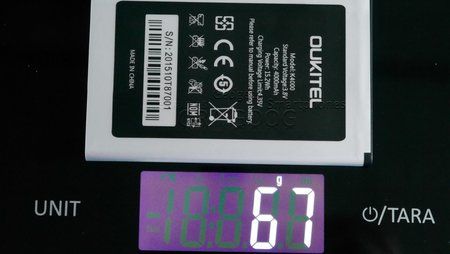 OUKITEL
Model: K4000
Standard Voltage:3.8V
Capacity: 4000mAh
Power: 15.2Wh
Charging Voltage Limit:4.35V
Please refer to manual before using battery.
S/N: 201510787001
MADE IN CHINA
g
67
UNIT
/TARA